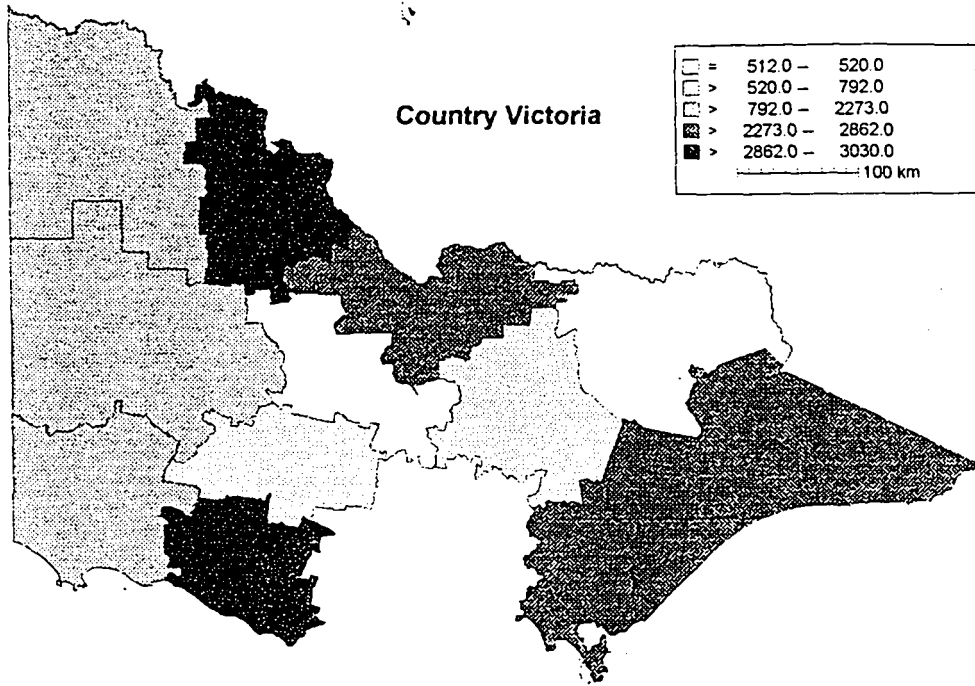 Country Victoria
= 512.0 – 520.0
> 520.0 – 792.0
> 792.0 – 2273.0
> 2273.0 – 2862.0
> 2862.0 – 3030.0
100 km